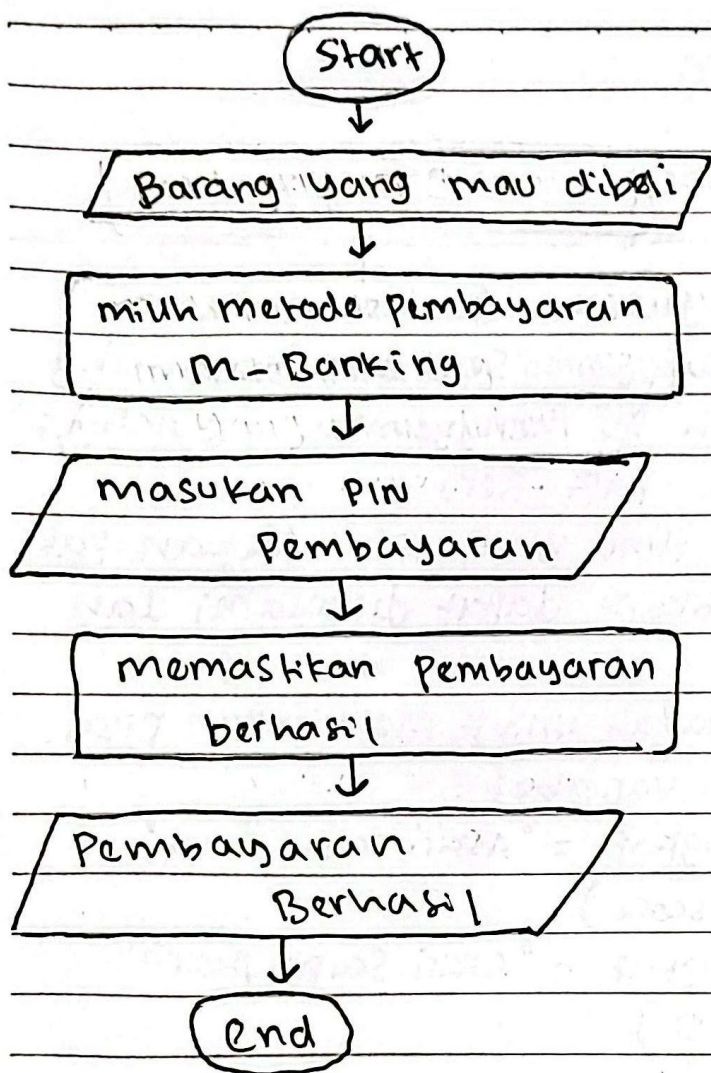 Start
Barang yang mau dibeli
milih metode Pembayaran
M-Banking
masukan PIN
Pembayaran
memastikan Pembayaran
berhasil
Pembayaran
Berhasil
end